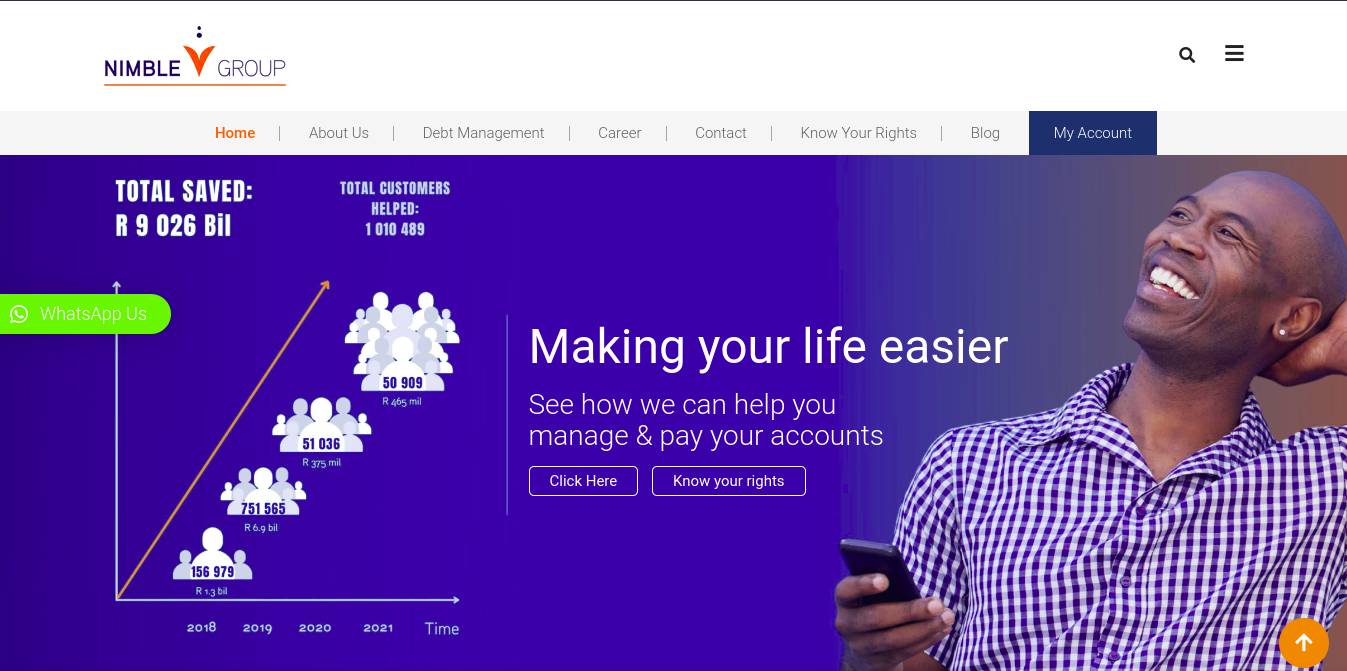 NIMBLE GROUP
Home
About Us
Debt Management
Career
Contact
Know Your Rights
Blog
My Account
TOTAL SAVED:
R 9 026 Bil
TOTAL CUSTOMERS
HELPED:
1 010 489
WhatsApp Us
50 909
R 465 mil
51 036
R 375 mil
751 565
R 6.9 bil
156 979
R 1.3 bil
2018 2019 2020 2021 Time
Making your life easier
See how we can help you
manage & pay your accounts
Click Here
Know your rights